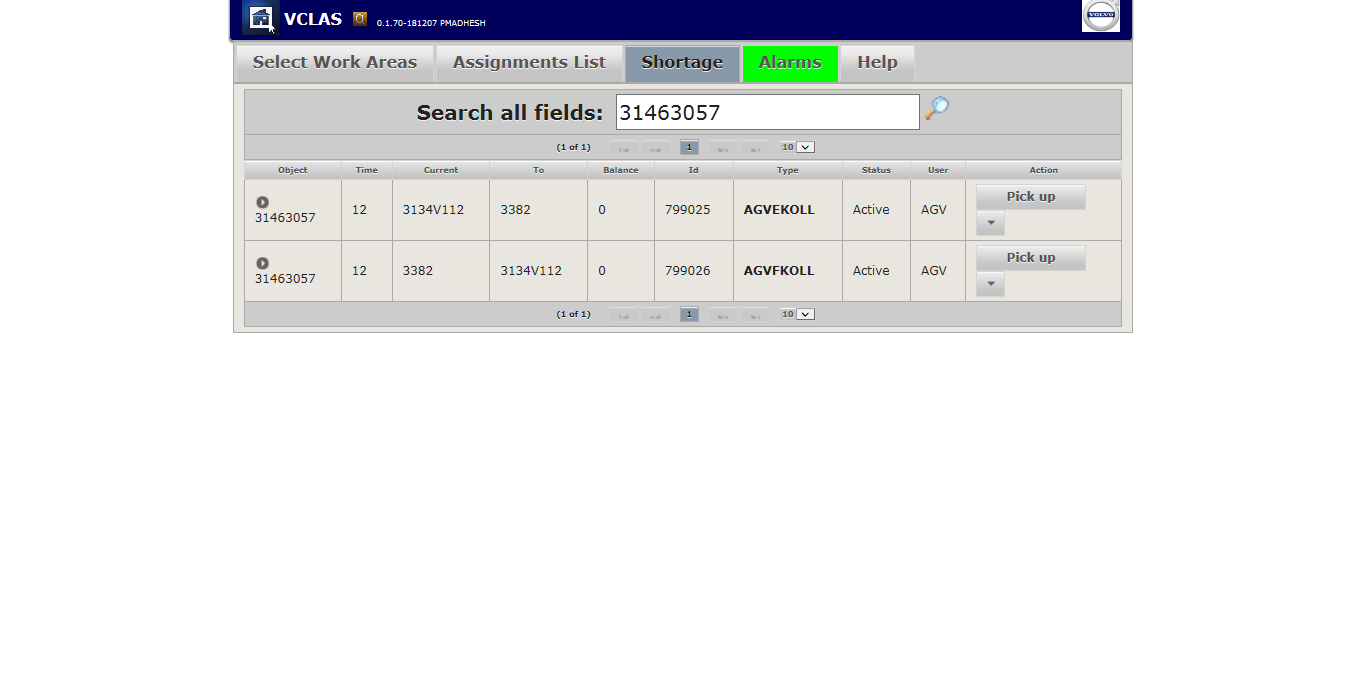 VCLAS 0.1.70-181207 PMADHESH
VOLVO
Select Work Areas Assignments List Shortage Alarms Help
Search all fields: 31463057
(1 of 1) 1 10
Object Time Current To Balance Id Type Status User Action
31463057 12 3134V112 3382 0 799025 AGVEKOLL Active AGV Pick up
31463057 12 3382 3134V112 0 799026 AGVFKOLL Active AGV Pick up
(1 of 1) 1 10